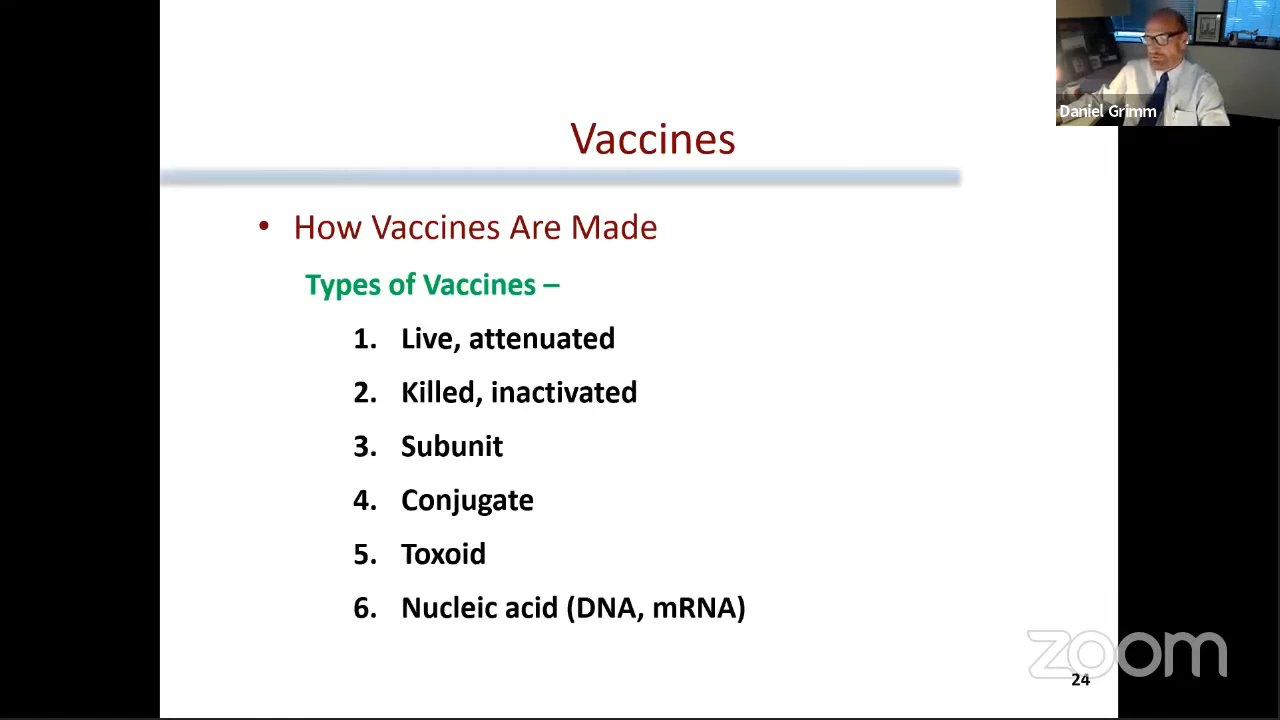 Daniel Grimm
Vaccines
• How Vaccines Are Made
Types of Vaccines –
1. Live, attenuated
2. Killed, inactivated
3. Subunit
4. Conjugate
5. Toxoid
6. Nucleic acid (DNA, mRNA)
zoom
24